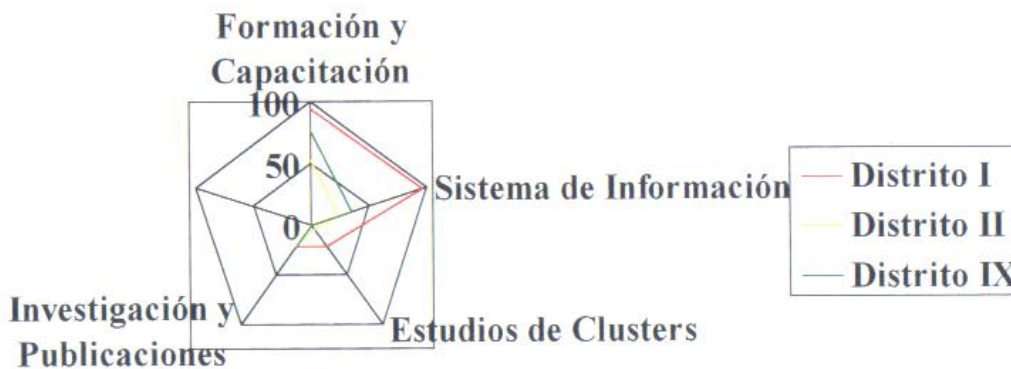 Formación y
Capacitación
100
50
0
Sistema de Información
Estudios de Clusters
Investigación y
Publicaciones
Distrito I
Distrito II
Distrito IX